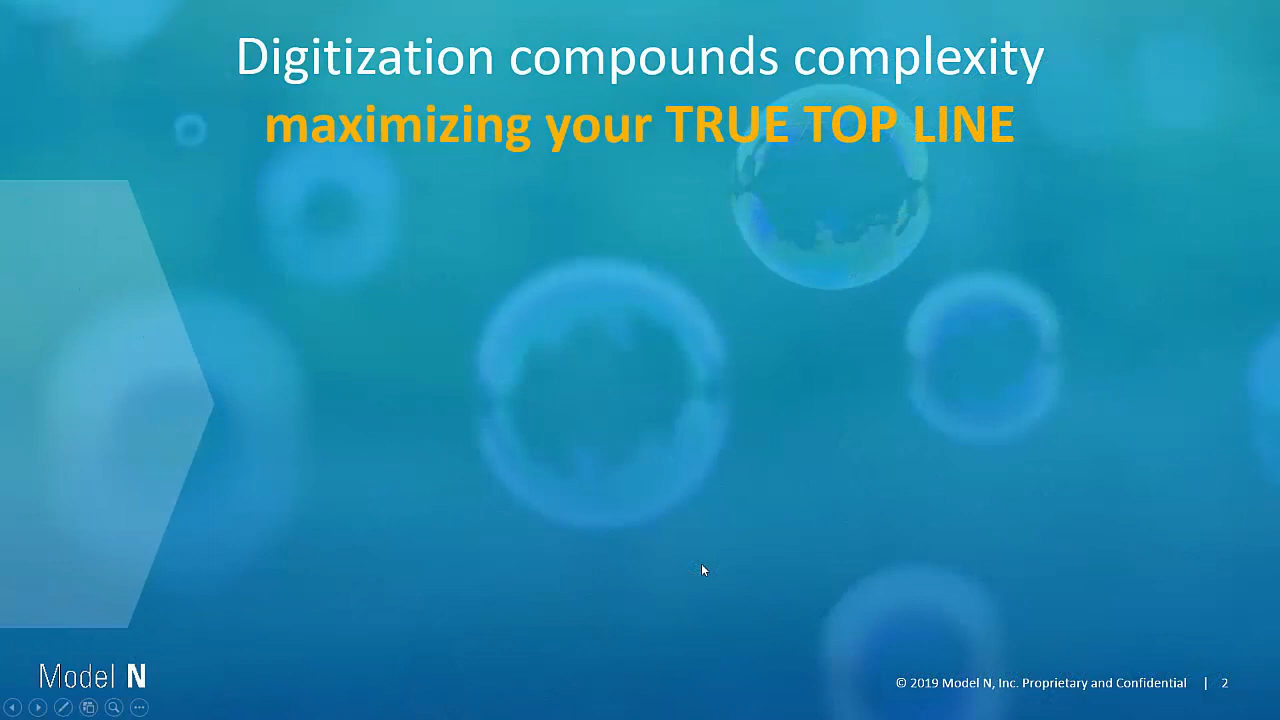 Digitization compounds complexity
maximizing your TRUE TOP LINE
Model N
© 2019 Model N, Inc. Proprietary and Confidential | 2